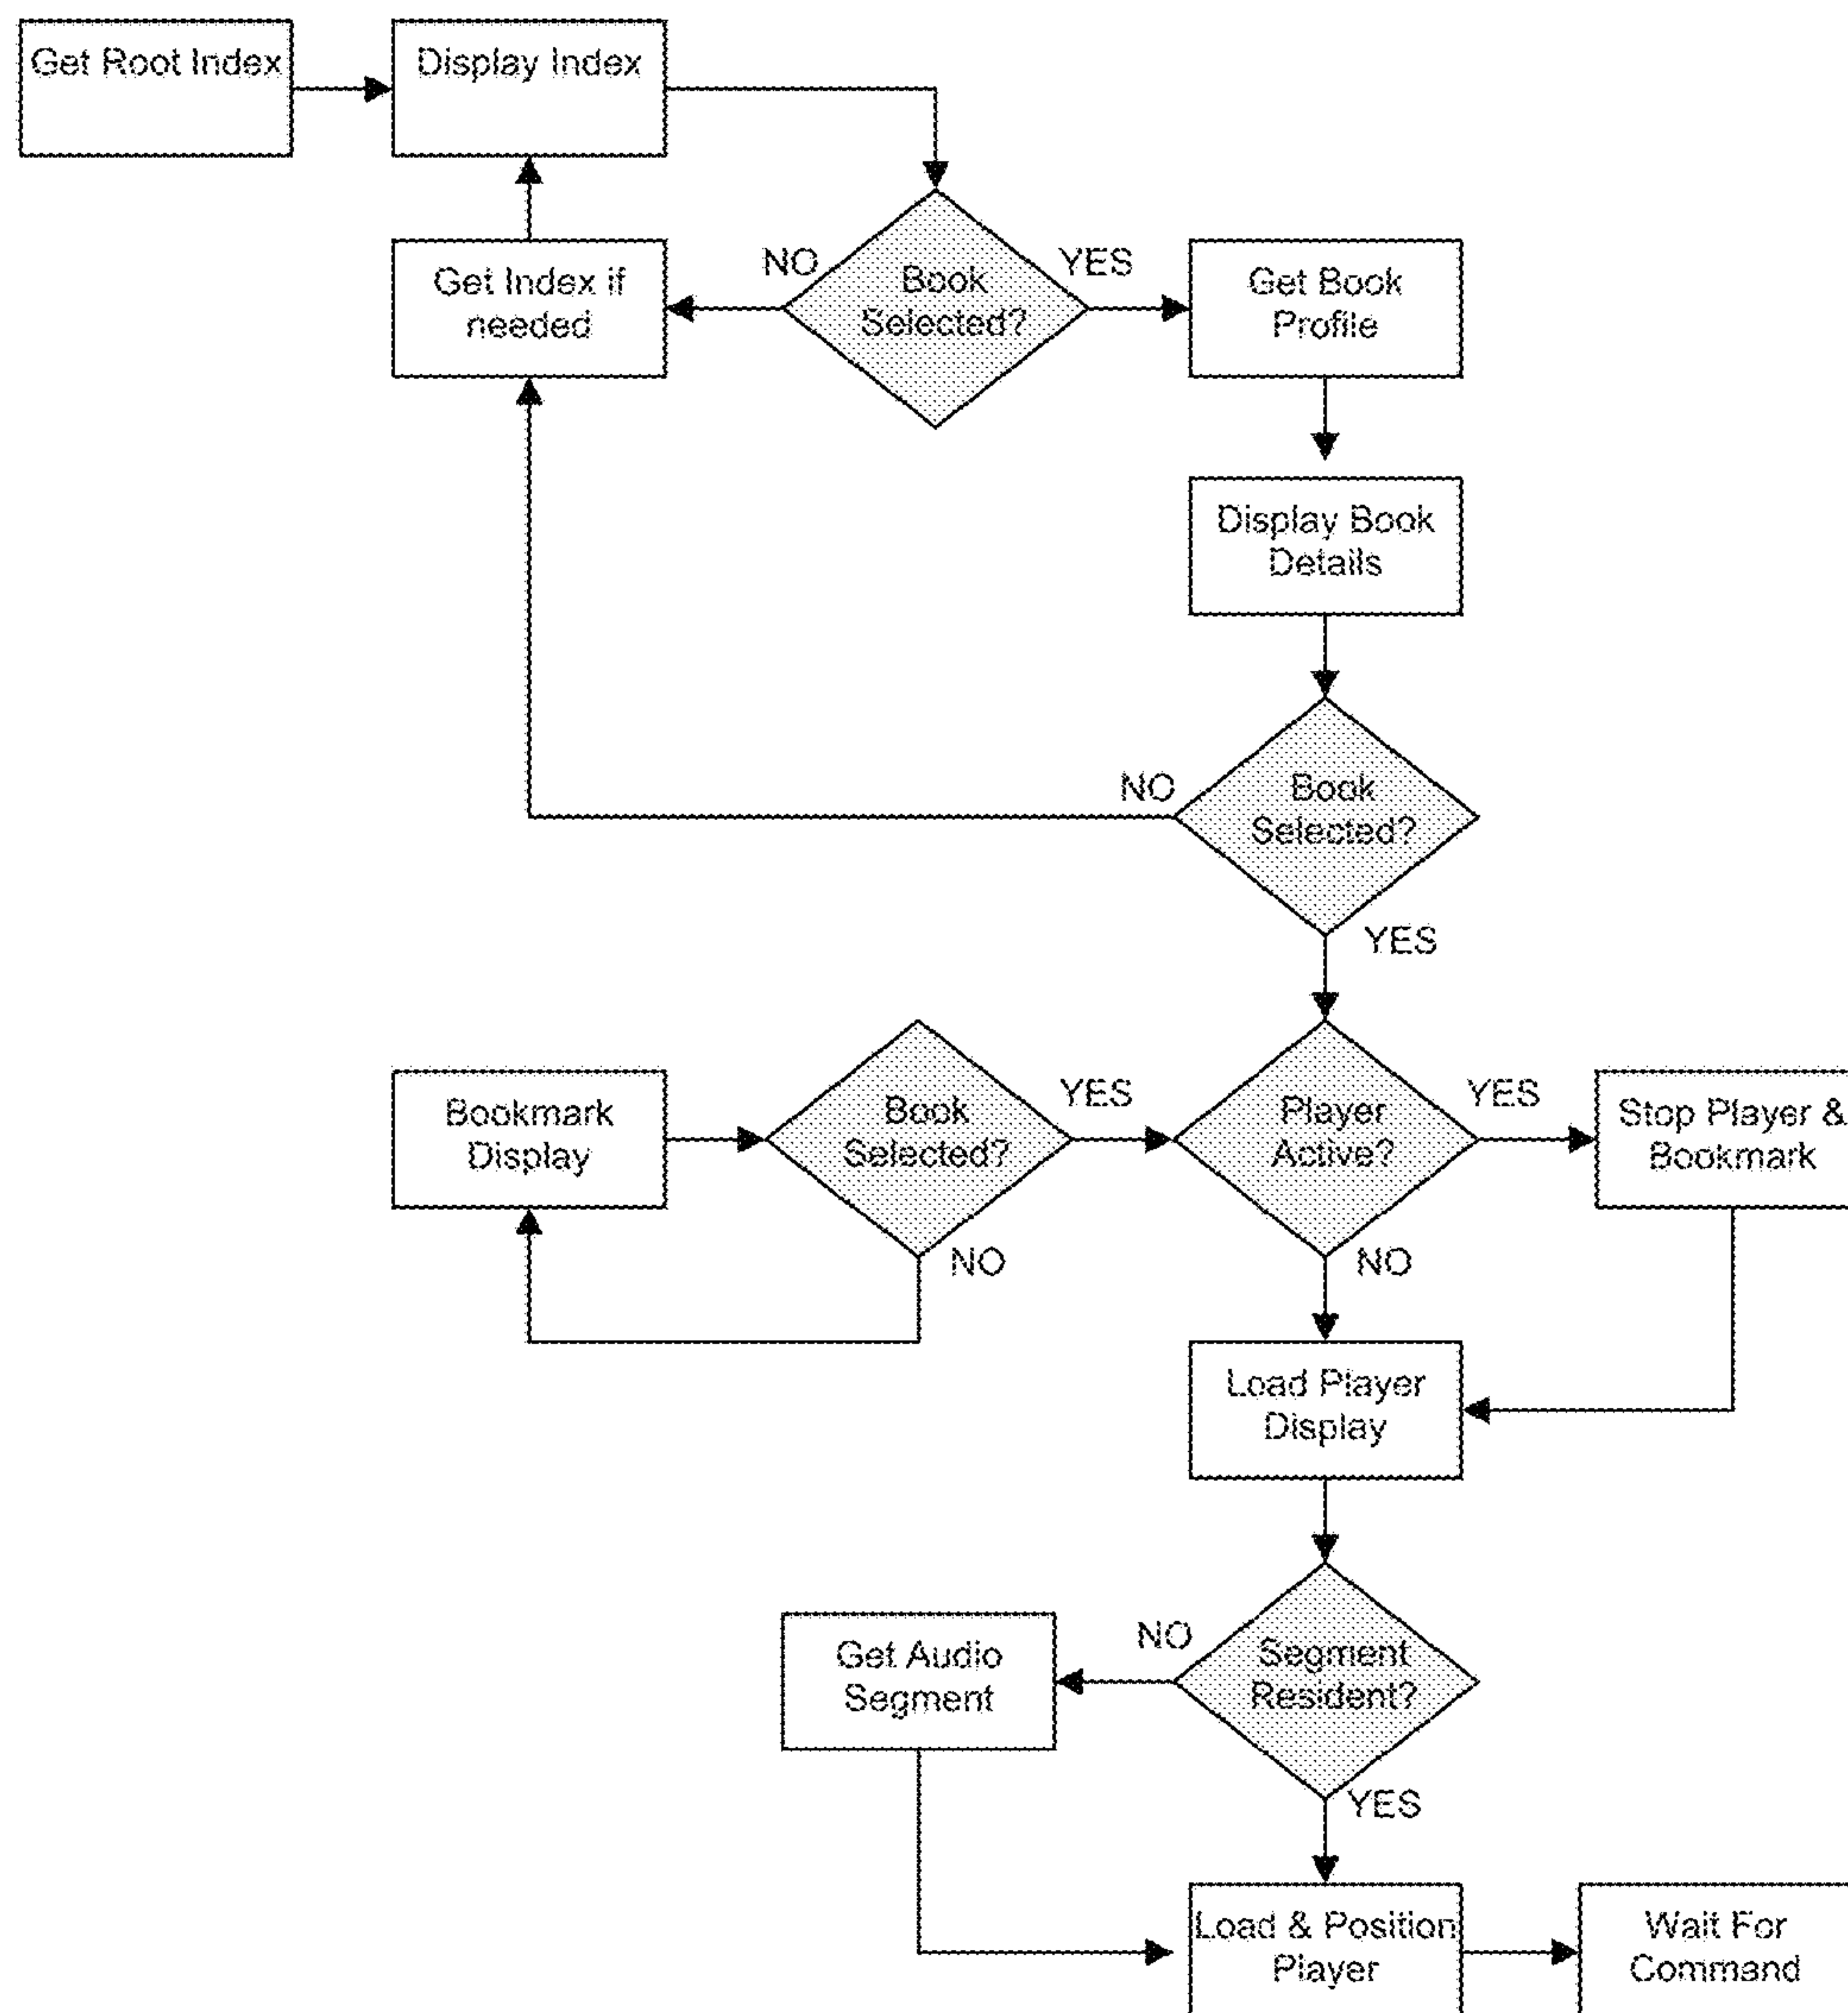 Get Root Index
Display Index
Get Index if
needed
NO
Book
Selected?
YES
Get Book
Profile
Display Book
Details
NO
Book
Selected?
YES
Bookmark
Display
Book
Selected?
YES
NO
Player
Active?
YES
NO
Stop Player &
Bookmark
Load Player
Display
Get Audio
Segment
NO
Segment
Resident?
YES
Load & Position
Player
Wait For
Command